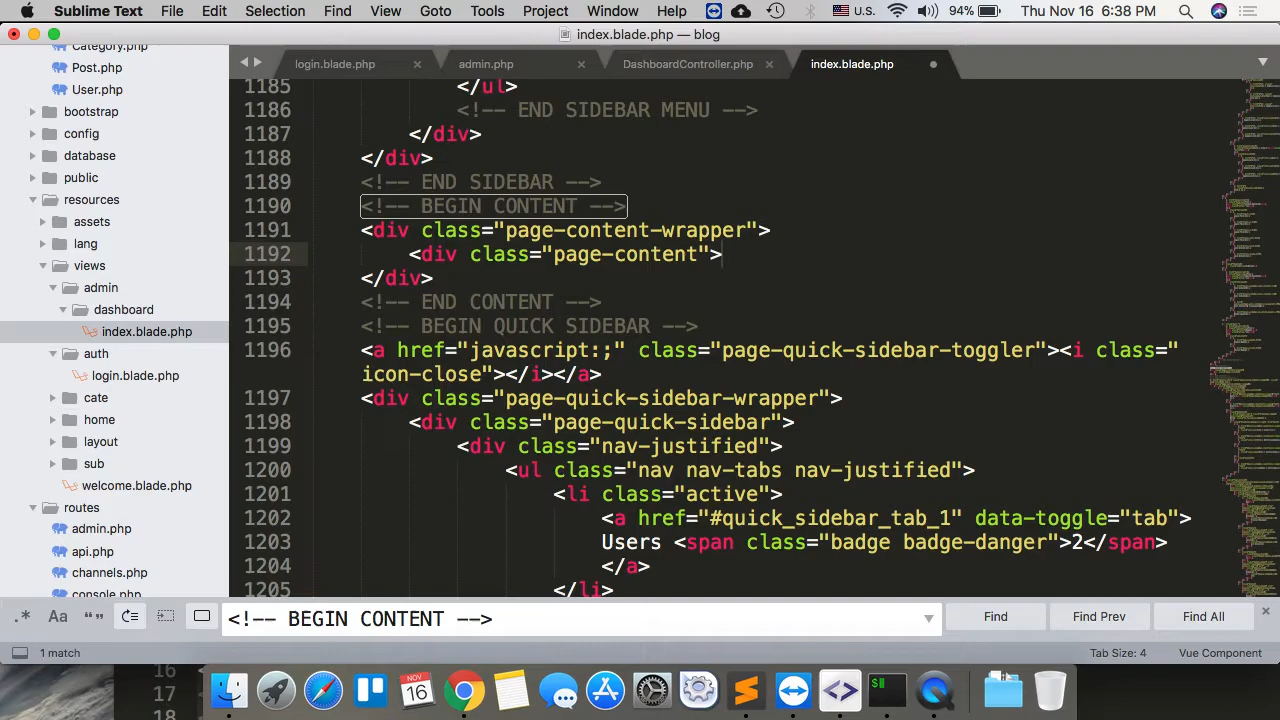 Sublime Text File Edit Selection Find View Goto Tools Project Window Help U.S. 94% Thu Nov 16 6:38 PM
index.blade.php — blog
login.blade.php × admin.php × DashboardController.php × index.blade.php
Category.php
Post.php
User.php
bootstrap
config
database
public
resources
assets
lang
views
admin
dashboard
index.blade.php
auth
login.blade.php
cate
home
layout
sub
welcome.blade.php
routes
admin.php
api.php
channels.php
console.php
1185 </ul>
1186 <!-- END SIDEBAR MENU -->
1187 </div>
1188 </div>
1189 <!-- END SIDEBAR -->
1190 <!-- BEGIN CONTENT -->
1191 <div class="page-content-wrapper">
1192 <div class="page-content">
1193 </div>
1194 <!-- END CONTENT -->
1195 <!-- BEGIN QUICK SIDEBAR -->
1196 <a href="javascript:;" class="page-quick-sidebar-toggler"><i class="
icon-close"></i></a>
1197 <div class="page-quick-sidebar-wrapper">
1198 <div class="page-quick-sidebar">
1199 <div class="nav-justified">
1200 <ul class="nav nav-tabs nav-justified">
1201 <li class="active">
1202 <a href="#quick_sidebar_tab_1" data-toggle="tab">
1203 Users <span class="badge badge-danger">2</span>
1204 </a>
1205 </li>
.* Aa “” <!-- BEGIN CONTENT --> Find Find Prev Find All ×
1 match Tab Size: 4 Vue Component
16
17
18
NOV
16
$